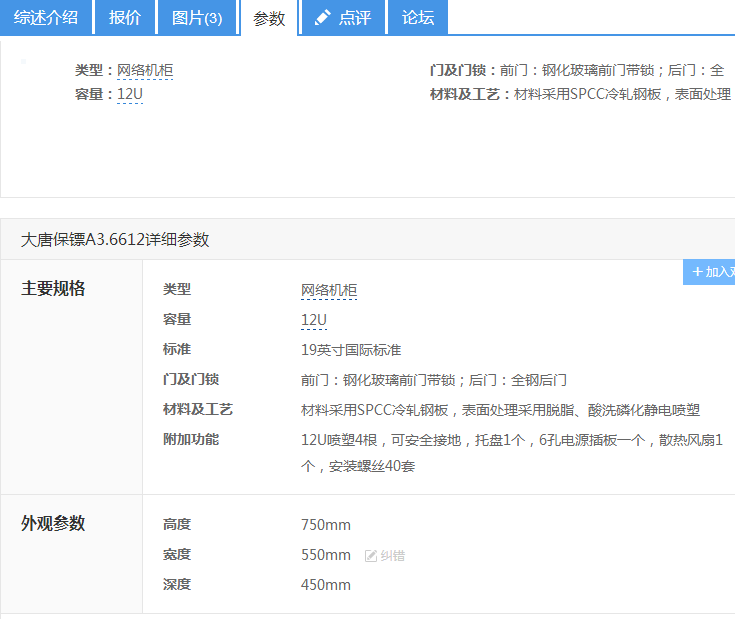 综述介绍 报价 图片(3) 参数 点评 论坛
类型：网络机柜 门及门锁：前门：钢化玻璃前门带锁；后门：全
容量：12U 材料及工艺：材料采用SPCC冷轧钢板，表面处理
大唐保镖A3.6612详细参数
+加入
主要规格 类型 网络机柜
容量 12U
标准 19英寸国际标准
门及门锁 前门：钢化玻璃前门带锁；后门：全钢后门
材料及工艺 材料采用SPCC冷轧钢板，表面处理采用脱脂、酸洗磷化静电喷塑
附加功能 12U喷塑4根，可安全接地，托盘1个，6孔电源插板一个，散热风扇1
个，安装螺丝40套
外观参数 高度 750mm
宽度 550mm 纠错
深度 450mm